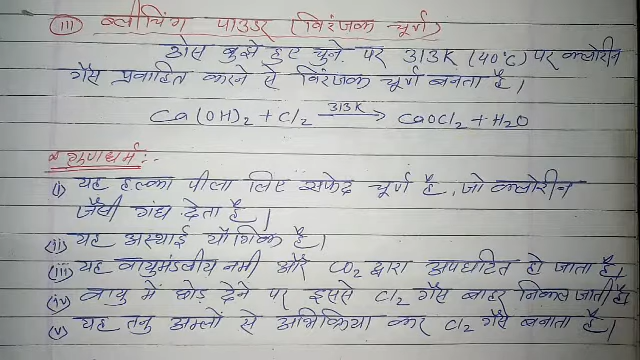 (iii) ब्लीचिंग पाउडर (विरंजक चूर्ण)
ठोस बुझे हुए चुने पर 313K (40°C) पर क्लोरीन
गैस प्रवाहित करने से विरंजक चूर्ण बनता है।
Ca(OH)₂ + Cl₂ —313K→ CaOCl₂ + H₂O
* गुणधर्म :-
(i) यह हल्का पीला लिए सफेद चूर्ण है, जो क्लोरीन
जैसी गंध देता है।
(ii) यह अस्थाई यौगिक है।
(iii) यह वायुमंडलीय नमी और CO₂ द्वारा अपघटित हो जाता है।
(iv) वायु में छोड़ देने पर इससे Cl₂ गैस बाहर निकल जाती है।
(v) यह तनु अम्लों से अभिक्रिया कर Cl₂ गैस बनाता है।